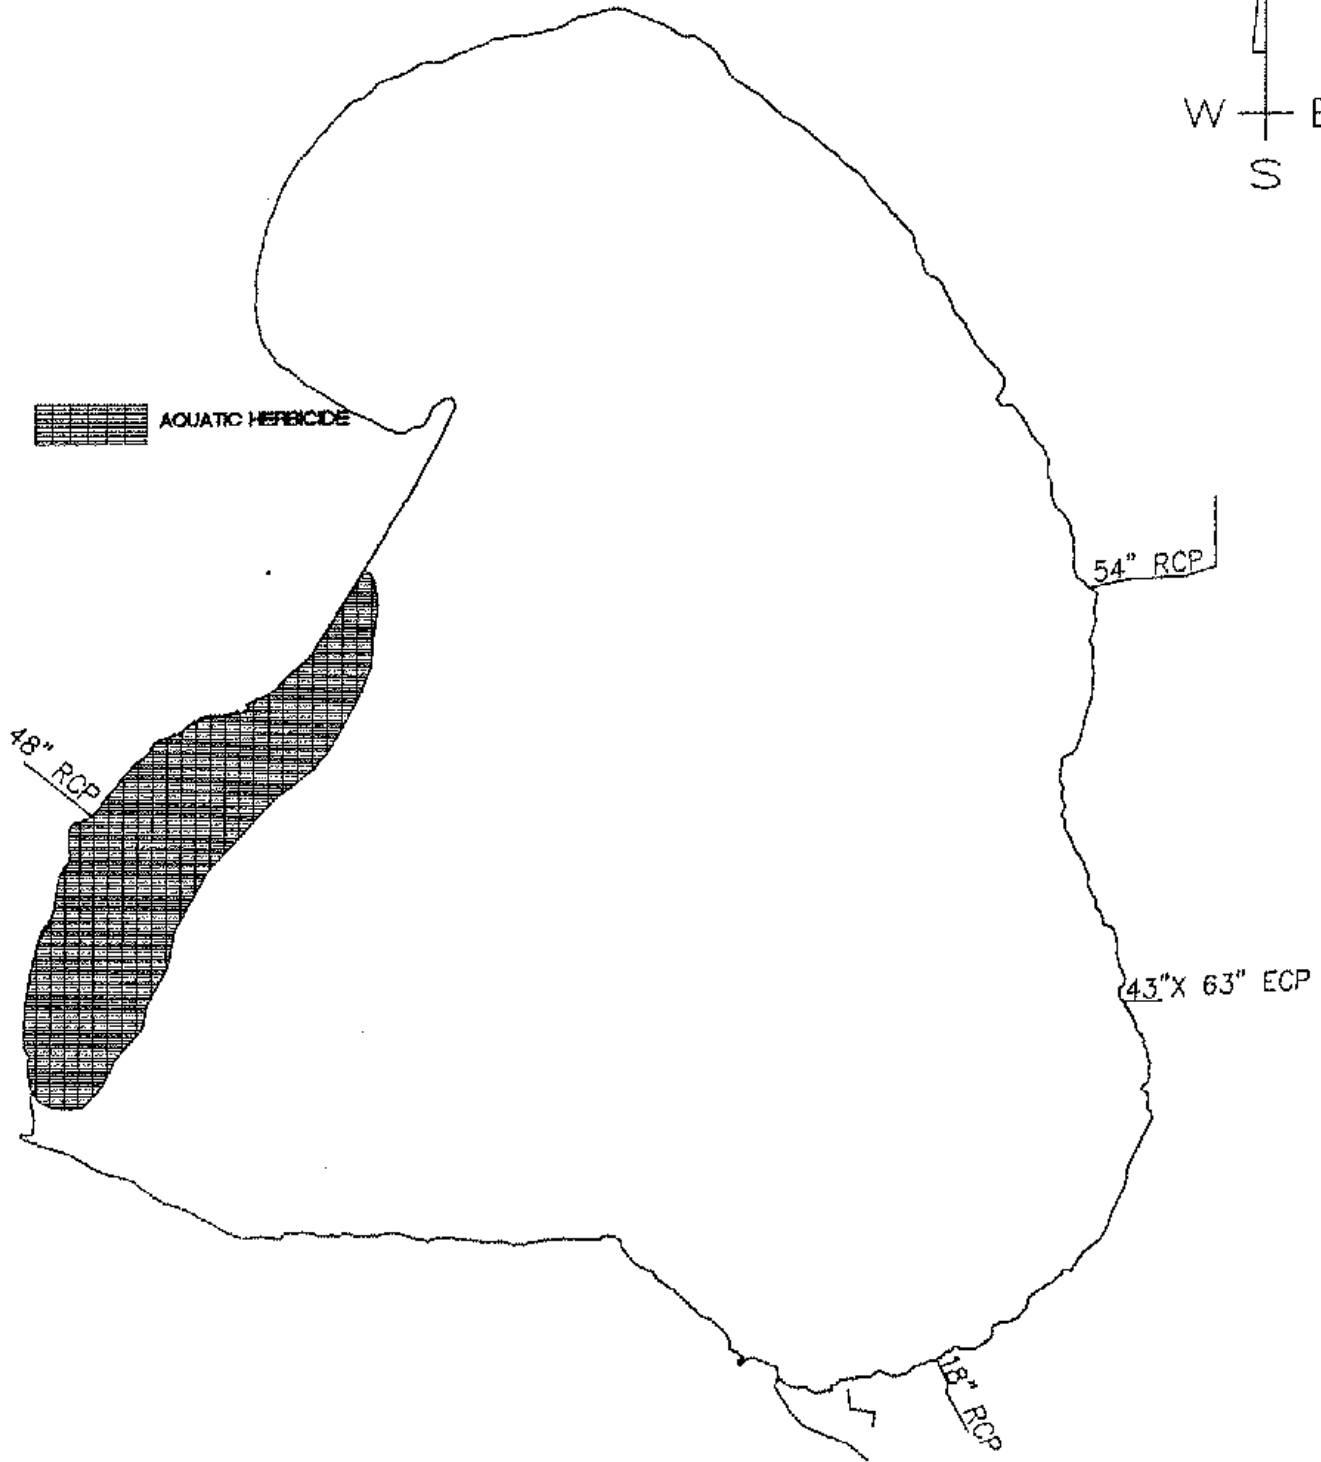 W E
S
AQUATIC HERBICIDE
54" RCP
48" RCP
43"X 63" ECP
18" RCP